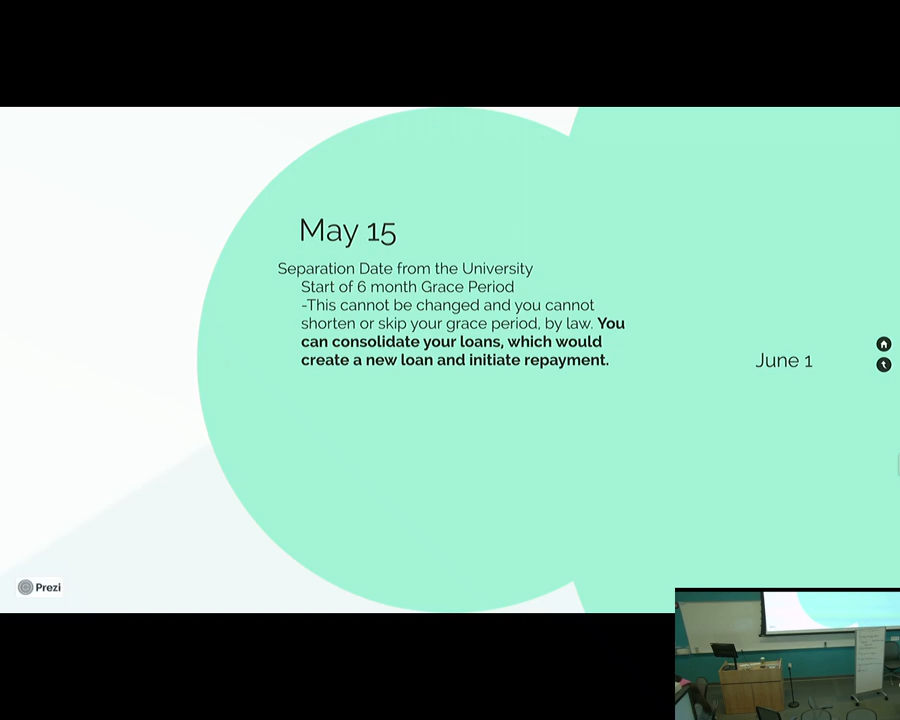 May 15
Separation Date from the University
Start of 6 month Grace Period
-This cannot be changed and you cannot
shorten or skip your grace period, by law. You
can consolidate your loans, which would
create a new loan and initiate repayment.
June 1
Prezi